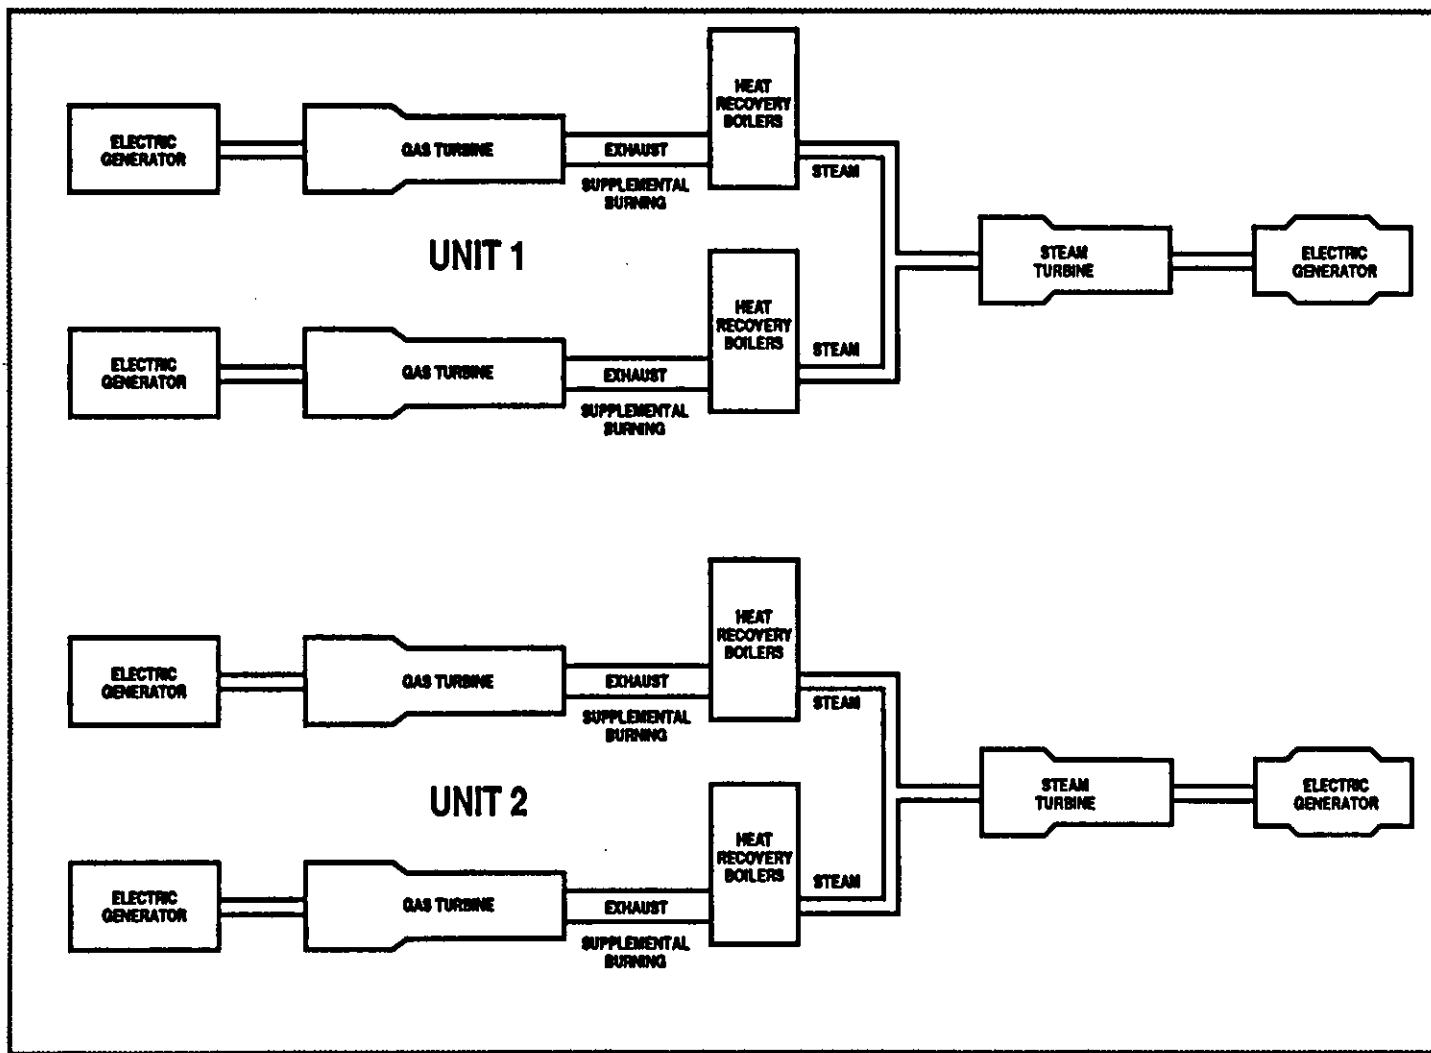 HEAT
RECOVERY
BOILERS
ELECTRIC
GENERATOR
GAS TURBINE
EXHAUST
SUPPLEMENTAL
BURNING
STEAM
UNIT 1
STEAM
TURBINE
ELECTRIC
GENERATOR
HEAT
RECOVERY
BOILERS
ELECTRIC
GENERATOR
GAS TURBINE
EXHAUST
SUPPLEMENTAL
BURNING
STEAM
HEAT
RECOVERY
BOILERS
ELECTRIC
GENERATOR
GAS TURBINE
EXHAUST
SUPPLEMENTAL
BURNING
STEAM
UNIT 2
STEAM
TURBINE
ELECTRIC
GENERATOR
HEAT
RECOVERY
BOILERS
ELECTRIC
GENERATOR
GAS TURBINE
EXHAUST
SUPPLEMENTAL
BURNING
STEAM